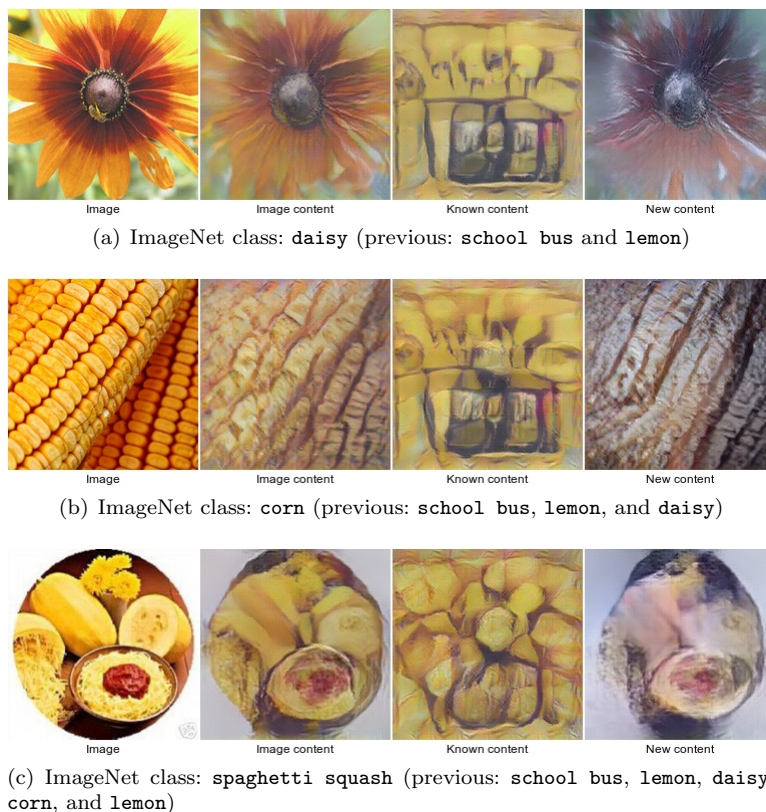 Image Image content Known content New content
(a) ImageNet class: daisy (previous: school bus and lemon)
Image Image content Known content New content
(b) ImageNet class: corn (previous: school bus, lemon, and daisy)
Image Image content Known content New content
(c) ImageNet class: spaghetti squash (previous: school bus, lemon, daisy
corn, and lemon)